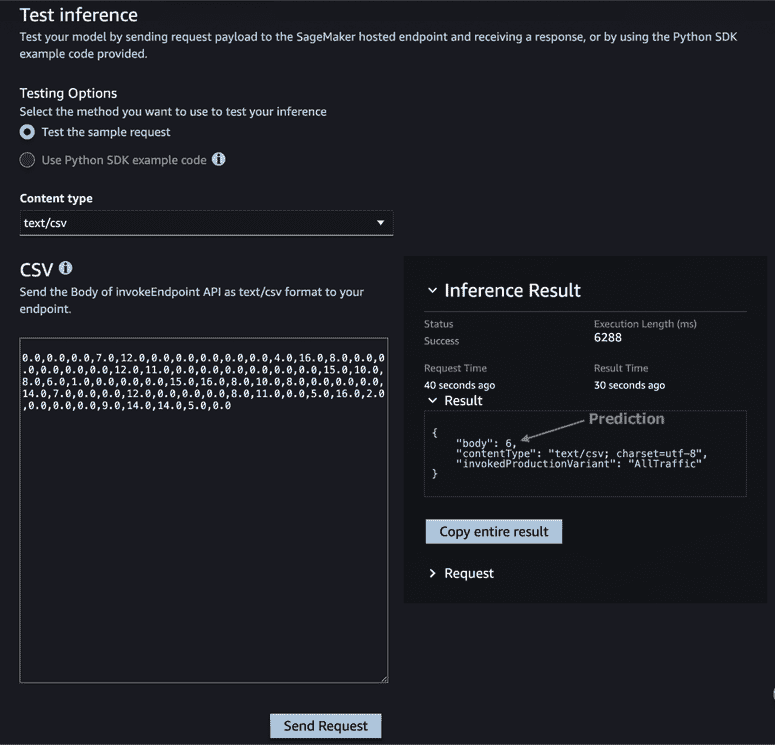 Test inference
Test your model by sending request payload to the SageMaker hosted endpoint and receiving a response, or by using the Python SDK
example code provided.
Testing Options
Select the method you want to use to test your inference
Test the sample request
Use Python SDK example code
Content type
text/csv
CSV
Send the Body of invokeEndpoint API as text/csv format to your
endpoint.
0.0,0.0,0.0,7.0,12.0,0.0,0.0,0.0,0.0,0.0,4.0,16.0,8.0,0.0,0
.0,0.0,0.0,0.0,12.0,11.0,0.0,0.0,0.0,0.0,0.0,0.0,15.0,10.0,
8.0,6.0,1.0,0.0,0.0,0.0,15.0,16.0,8.0,10.0,8.0,0.0,0.0,0.0,
14.0,7.0,0.0,0.0,12.0,0.0,0.0,0.0,8.0,11.0,0.0,5.0,16.0,2.0
,0.0,0.0,0.0,9.0,14.0,14.0,5.0,0.0
Send Request
Inference Result
Status
Success
Execution Length (ms)
6288
Request Time
40 seconds ago
Result Time
30 seconds ago
Result
Prediction
{
"body": 6,
"contentType": "text/csv; charset=utf-8",
"invokedProductionVariant": "AllTraffic"
}
Copy entire result
Request